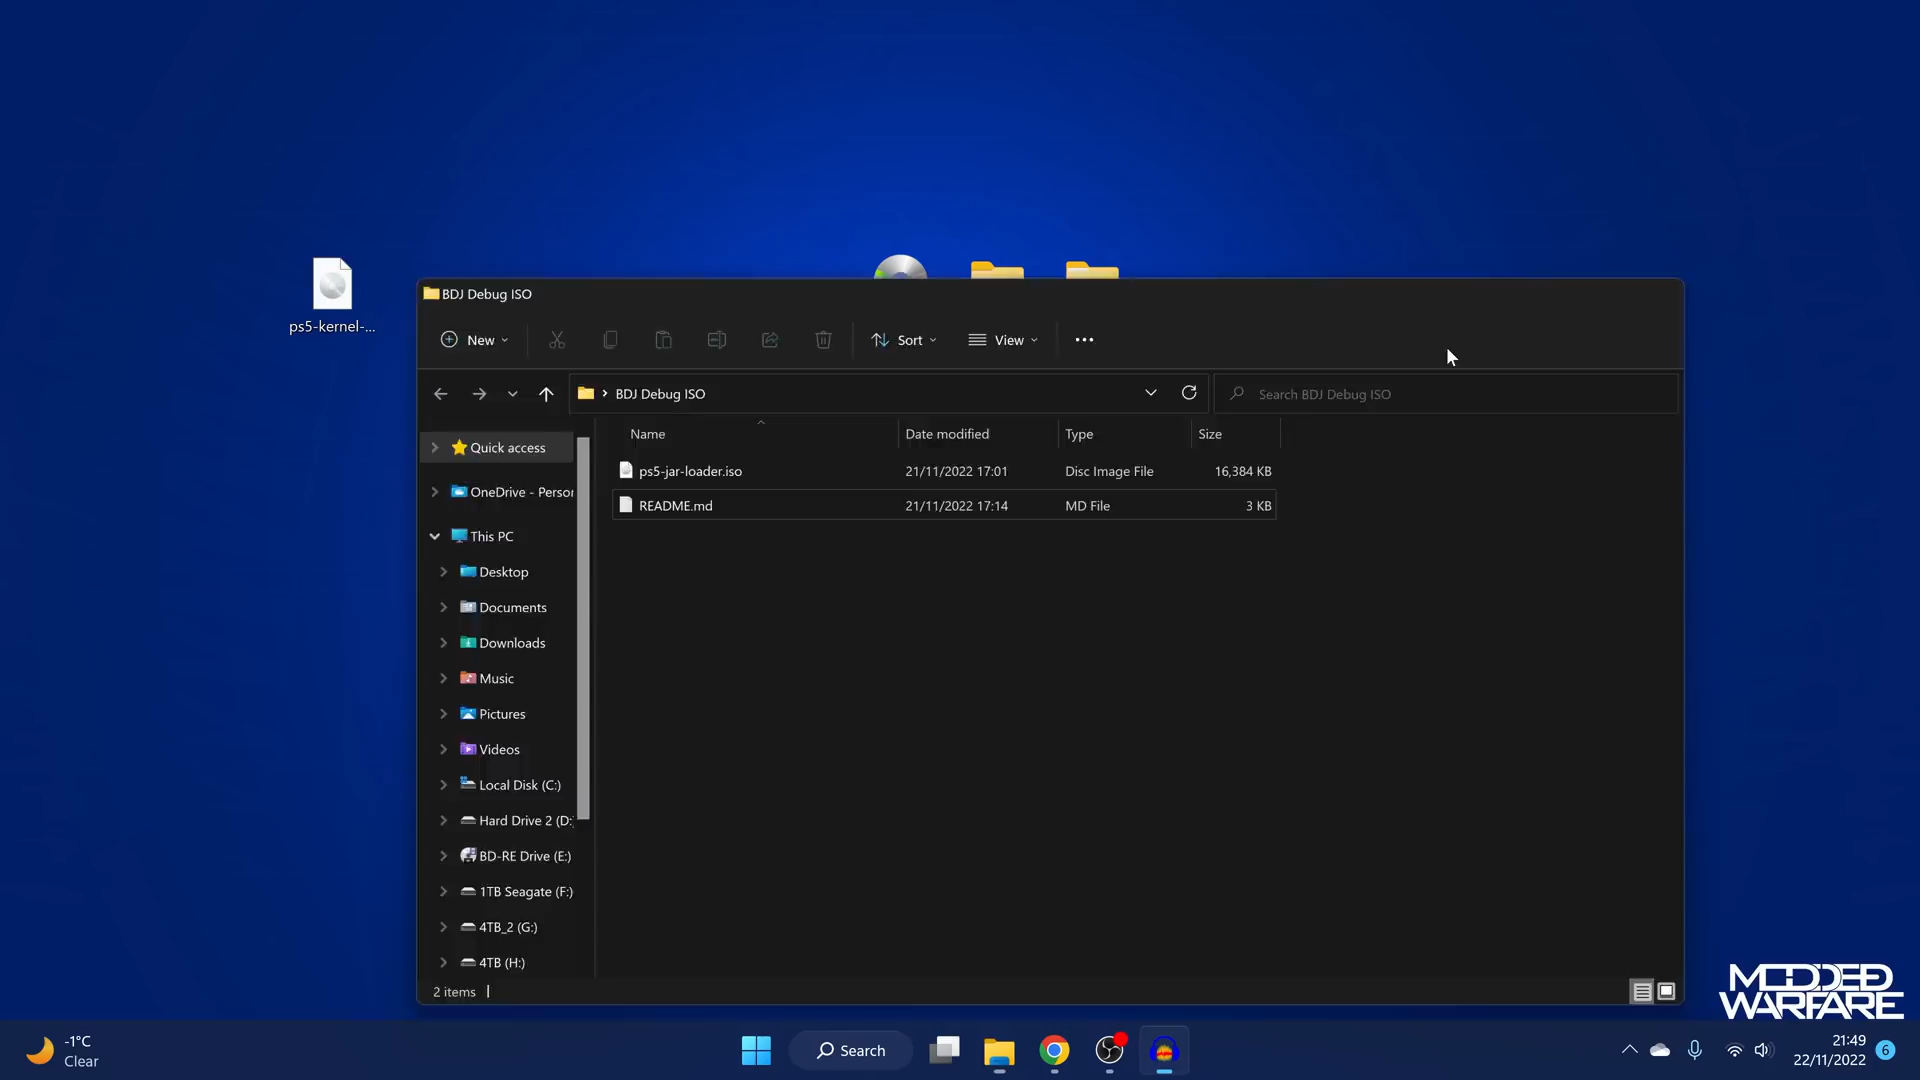 ps5-kernel-...
BDJ Debug ISO
New
Sort
View
BDJ Debug ISO
Search BDJ Debug ISO
Name Date modified Type Size
Quick access
OneDrive - Person
This PC
Desktop
Documents
Downloads
Music
Pictures
Videos
Local Disk (C:)
Hard Drive 2 (D:
BD-RE Drive (E:)
1TB Seagate (F:)
4TB_2 (G:)
4TB (H:)
ps5-jar-loader.iso 21/11/2022 17:01 Disc Image File 16,384 KB
README.md 21/11/2022 17:14 MD File 3 KB
2 items
MODDED
WARFARE
-1°C
Clear
Search
21:49
22/11/2022
6